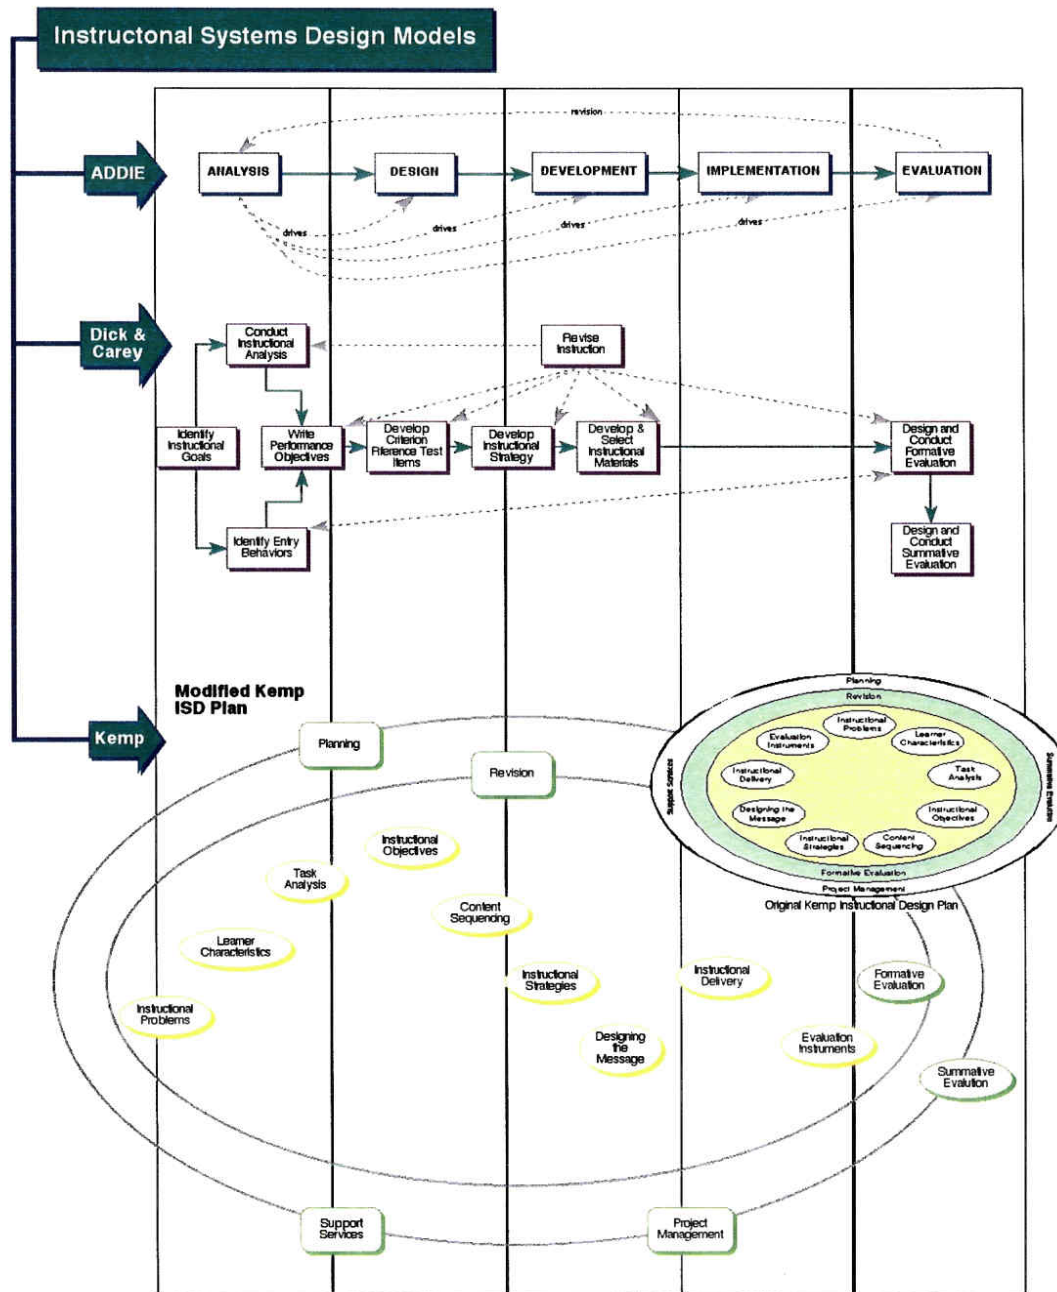 Instructonal Systems Design Models
revision
ADDIE
ANALYSIS
DESIGN
DEVELOPMENT
IMPLEMENTATION
EVALUATION
drives
drives
drives
drives
Dick &
Carey
Conduct
Instructional
Analysis
Revise
Instruction
Identify
Instructional
Goals
Write
Performance
Objectives
Develop
Criterion
Rference Test
Items
Develop
Instructional
Strategy
Develop &
Select
Instructional
Materials
Design and
Conduct
Formative
Evaluation
Identify Entry
Behaviors
Design and
Conduct
Summative
Evaluation
Kemp
Modified Kemp
ISD Plan
Planning
Revision
Instructional
Objectives
Task
Analysis
Content
Sequencing
Learner
Characteristics
Instructional
Strategies
Instructional
Delivery
Formative
Evaluation
Instructional
Problems
Designing
the
Message
Evaluation
Instruments
Summative
Evalution
Support
Services
Project
Management
Planning
Revision
Instructional
Problems
Evaluation
Instruments
Learner
Characteristics
Instructional
Delivery
Task
Analysis
Designing the
Message
Instructional
Objectives
Instructional
Strategies
Content
Sequencing
Formative Evaluation
Project Management
Support Services
Original Kemp Instructional Design Plan